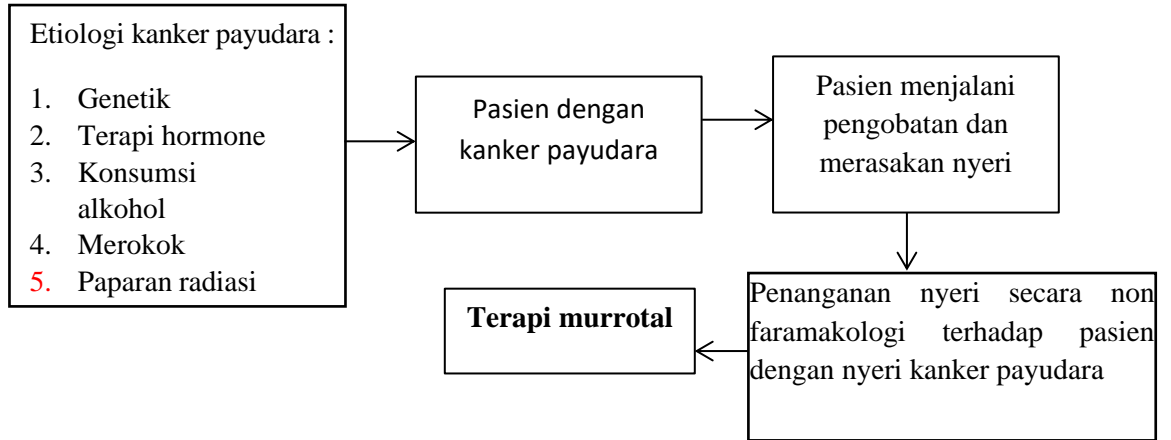 Etiologi kanker payudara :
1. Genetik
2. Terapi hormone
3. Konsumsi
alkohol
4. Merokok
5. Paparan radiasi
Pasien dengan
kanker payudara
Pasien menjalani
pengobatan dan
merasakan nyeri
Penanganan nyeri secara non
faramakologi terhadap pasien
dengan nyeri kanker payudara
Terapi murrotal